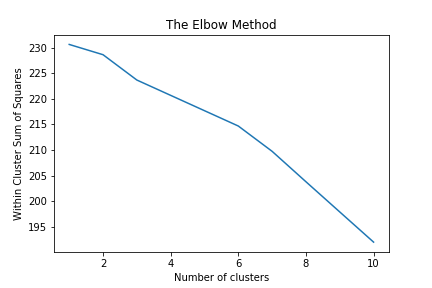 The Elbow Method
Within Cluster Sum of Squares
230
225
220
215
210
205
200
195
2 4 6 8 10
Number of clusters